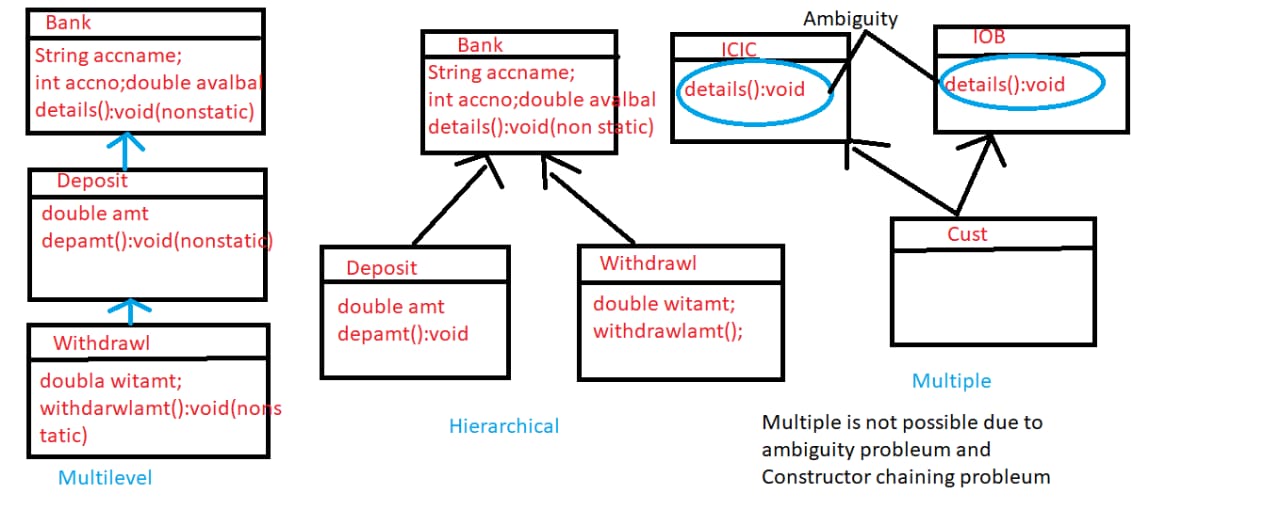 Bank
String accname;
int accno;double avalbal
details():void(nonstatic)
Deposit
double amt
depamt():void(nonstatic)
Withdrawl
doubla witamt;
withdarwlamt():void(nons
tatic)
Multilevel
Bank
String accname;
int accno;double avalbal
details():void(non static)
Deposit
double amt
depamt():void
Withdrawl
double witamt;
withdrawlamt();
Hierarchical
Ambiguity
ICIC
details():void
IOB
details():void
Cust
Multiple
Multiple is not possible due to
ambiguity probleum and
Constructor chaining probleum